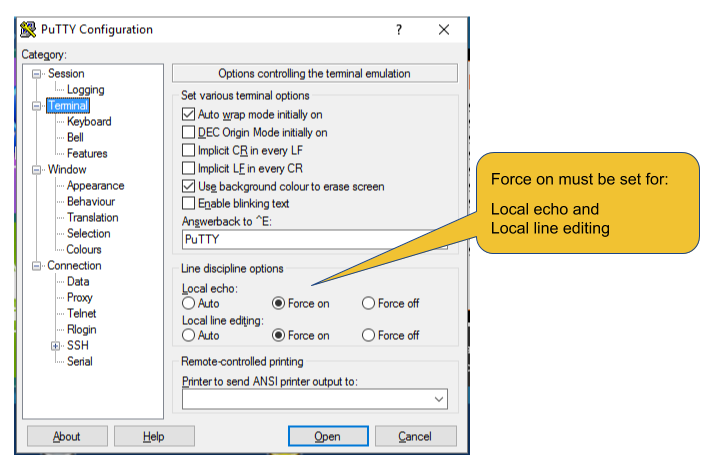 PuTTY Configuration
?
Category:
Session
Logging
Terminal
Keyboard
Bell
Features
Window
Appearance
Behaviour
Translation
Selection
Colours
Connection
Data
Proxy
Telnet
Rlogin
SSH
Serial
Options controlling the terminal emulation
Set various terminal options
Auto wrap mode initially on
DEC Origin Mode initially on
Implicit CR in every LF
Implicit LF in every CR
Use background colour to erase screen
Enable blinking text
Answerback to ^E:
PuTTY
Line discipline options
Local echo:
Auto Force on Force off
Local line editing:
Auto Force on Force off
Remote-controlled printing
Printer to send ANSI printer output to:
About Help Open Cancel
Force on must be set for:
Local echo and
Local line editing